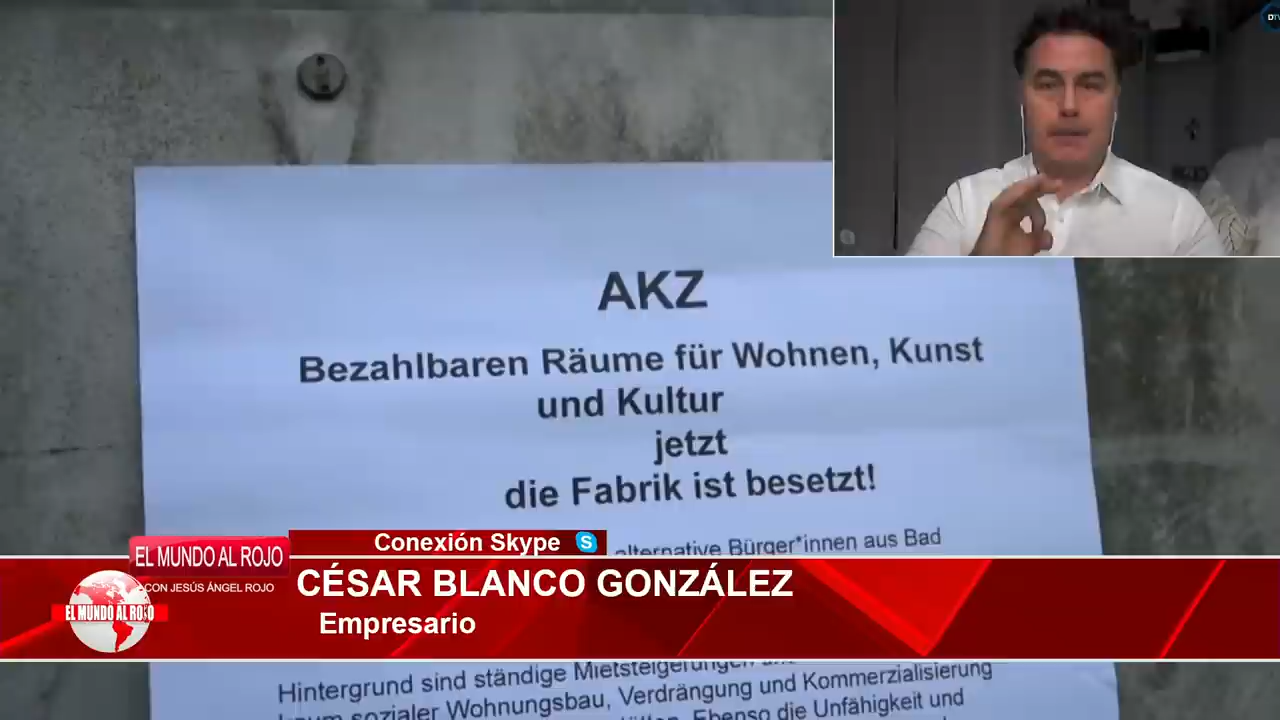 AKZ
Bezahlbaren Räume für Wohnen, Kunst
und Kultur
jetzt
die Fabrik ist besetzt!
alternative Bürger*innen aus Bad
Conexión Skype
EL MUNDO AL ROJO
CON JESÚS ÁNGEL ROJO
EL MUNDO AL ROJO
CÉSAR BLANCO GONZÁLEZ
Empresario
Hintergrund sind ständige Mietsteigerungen
sozialer Wohnungsbau, Verdrängung und Kommerzialisierung
Ebenso die Unfähigkeit und